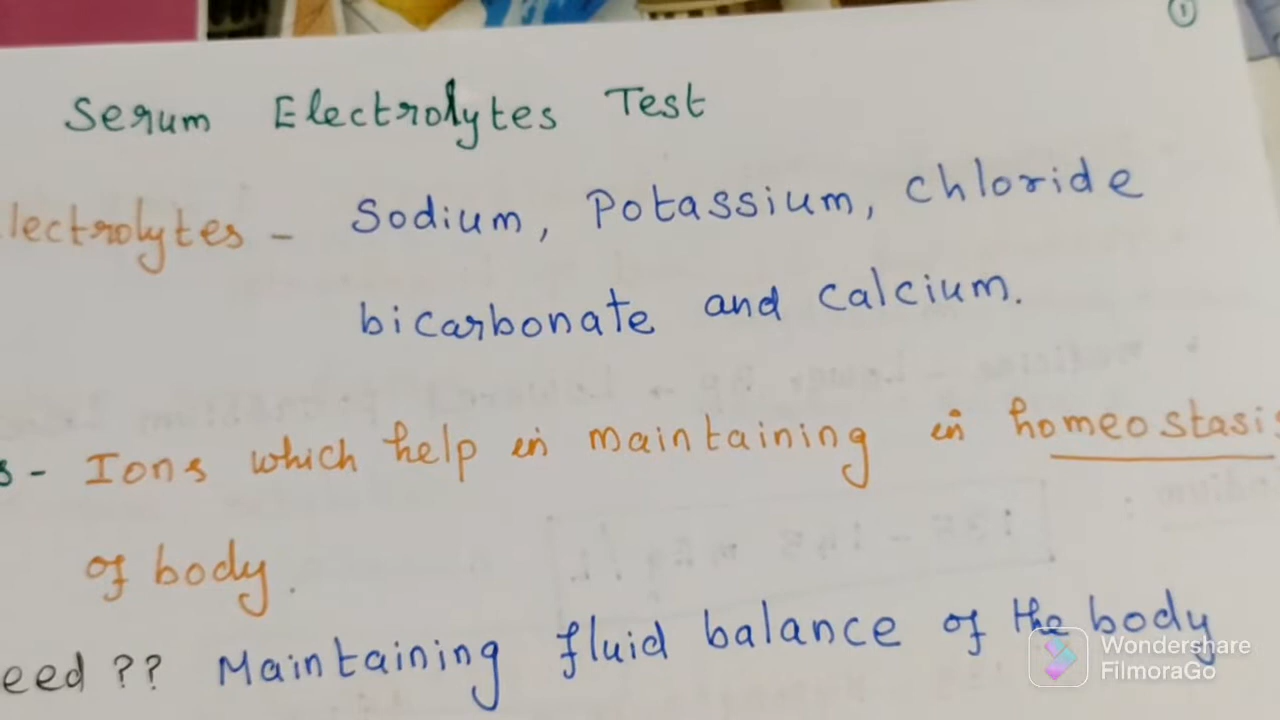 1
Serum Electrolytes Test
lectrolytes - Sodium, Potassium, Chloride
bicarbonate and calcium.
s - Ions which help in maintaining in homeostasis
of body.
eed ?? Maintaining fluid balance of the body
Wondershare
FilmoraGo